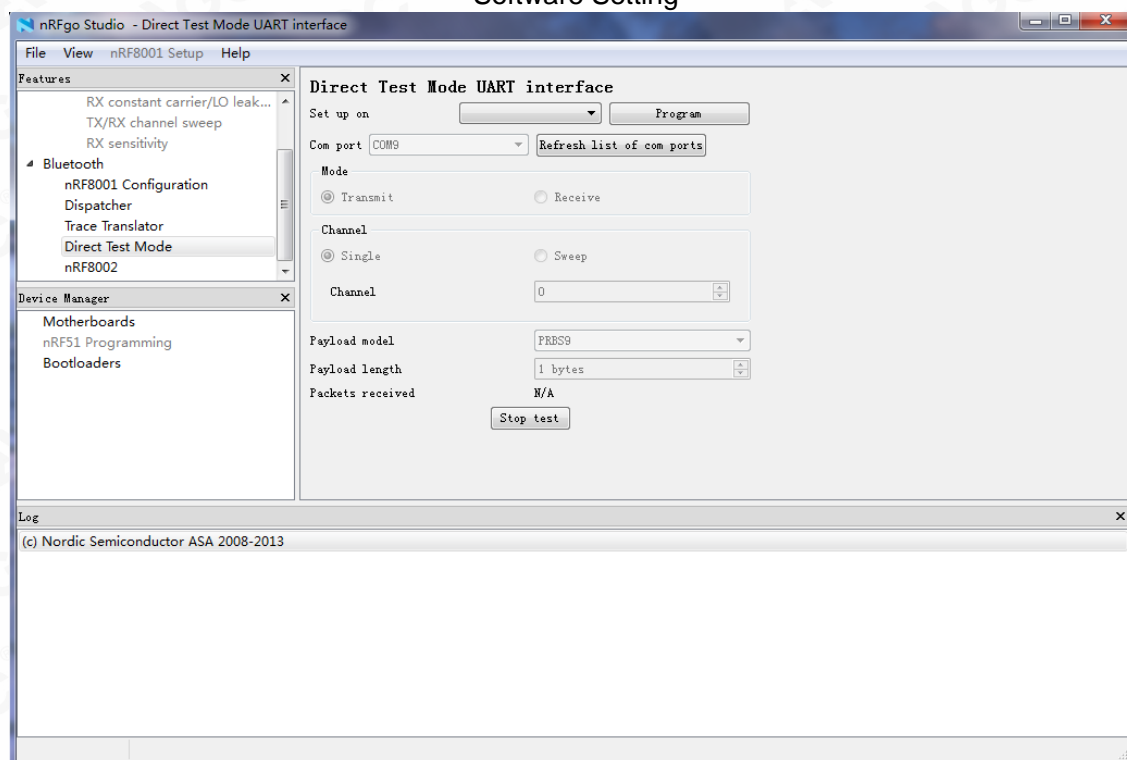 Software Setting
nRFgo Studio - Direct Test Mode UART interface
File View nRF8001 Setup Help
Features
RX constant carrier/LO leak...
TX/RX channel sweep
RX sensitivity
Bluetooth
nRF8001 Configuration
Dispatcher
Trace Translator
Direct Test Mode
nRF8002
Device Manager
Motherboards
nRF51 Programming
Bootloaders
Direct Test Mode UART interface
Set up on Program
Com port COM9 Refresh list of com ports
Mode
Transmit Receive
Channel
Single Sweep
Channel 0
Payload model PRBS9
Payload length 1 bytes
Packets received N/A
Stop test
Log
(c) Nordic Semiconductor ASA 2008-2013